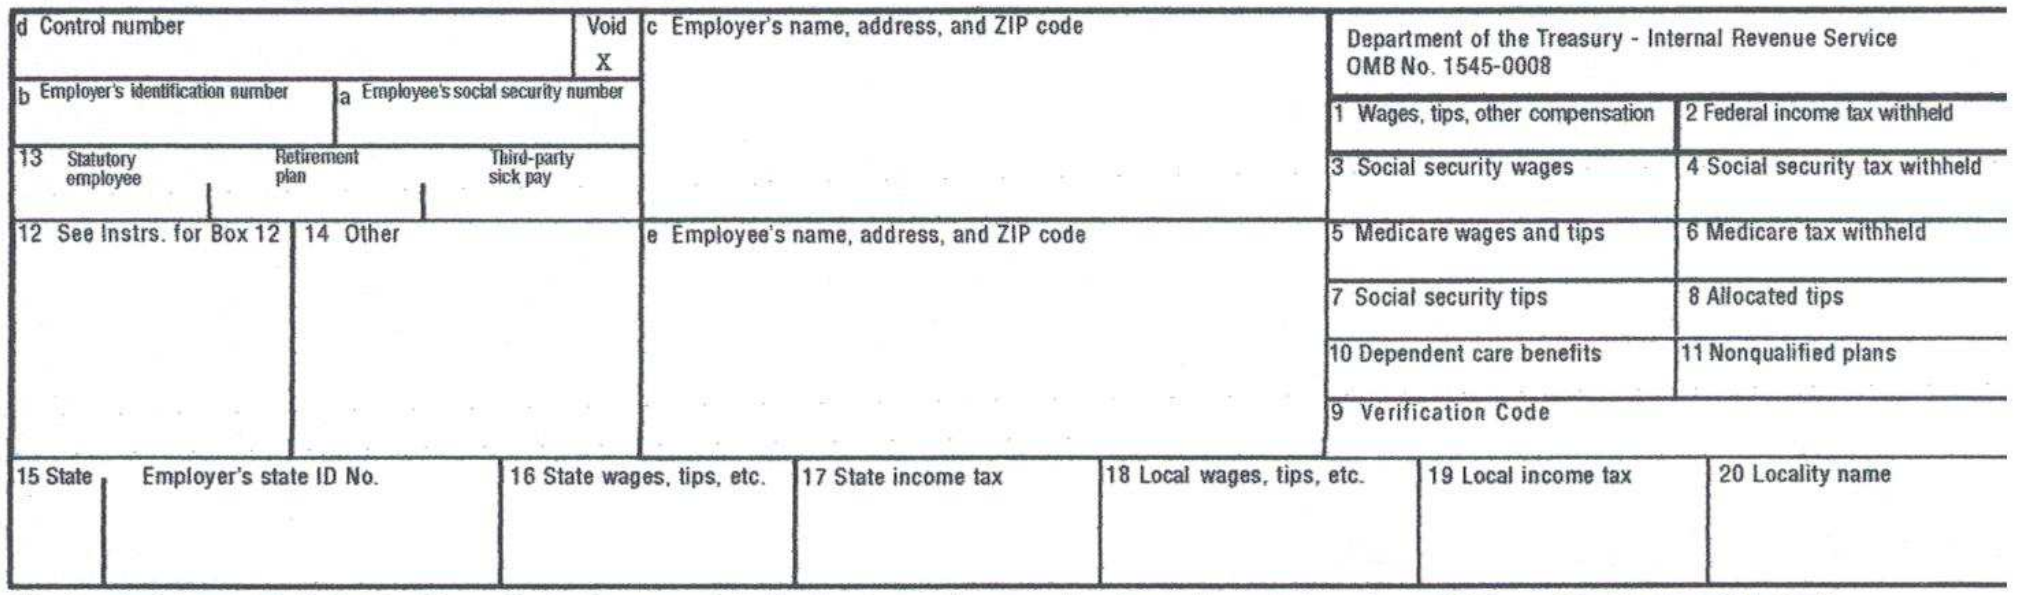 d Control number
Void
X
c Employer's name, address, and ZIP code
Department of the Treasury - Internal Revenue Service
OMB No. 1545-0008
b Employer's identification number
a Employee's social security number
1 Wages, tips, other compensation
2 Federal income tax withheld
13 Statutory employee
Retirement plan
Third-party sick pay
3 Social security wages
4 Social security tax withheld
12 See Instrs. for Box 12
14 Other
e Employee's name, address, and ZIP code
5 Medicare wages and tips
6 Medicare tax withheld
7 Social security tips
8 Allocated tips
10 Dependent care benefits
11 Nonqualified plans
9 Verification Code
15 State
Employer's state ID No.
16 State wages, tips, etc.
17 State income tax
18 Local wages, tips, etc.
19 Local income tax
20 Locality name